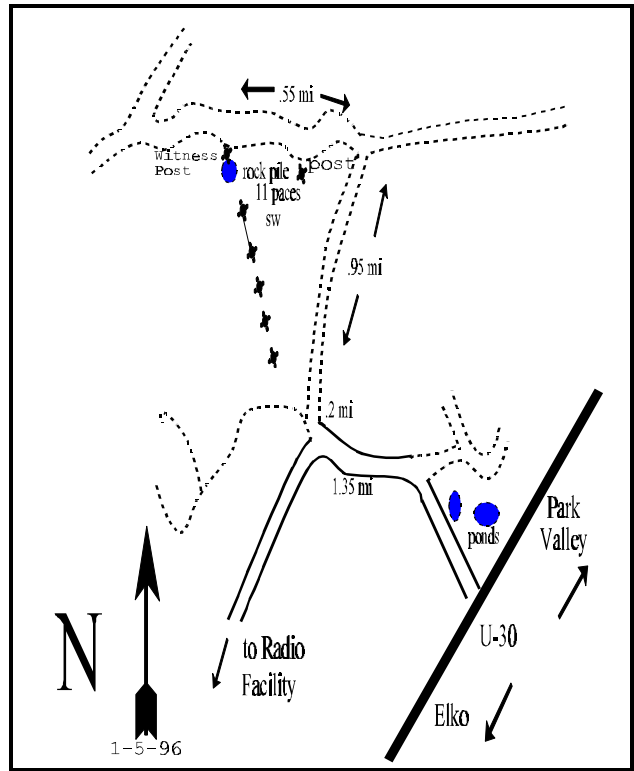 .55 mi
Witness
Post
rock pile
11 paces
sw
post
.95 mi
.2 mi
1.35 mi
ponds
Park
Valley
U-30
Elko
to Radio
Facility
N
1-5-96